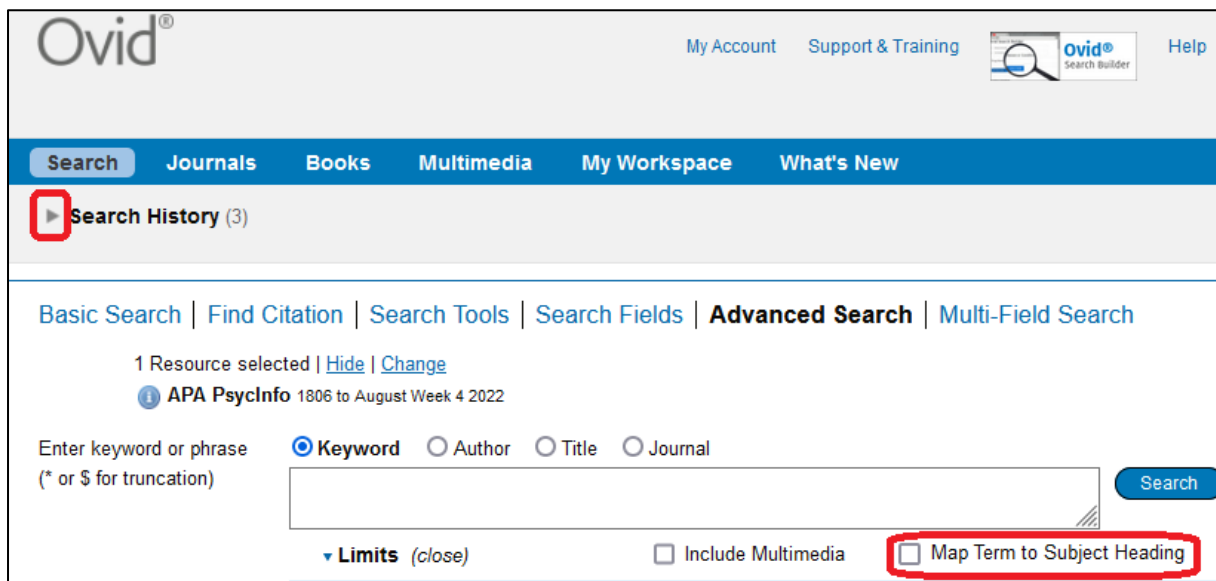 Ovid®
My Account Support & Training Ovid® Search Builder Help
Search Journals Books Multimedia My Workspace What's New
Search History (3)
Basic Search | Find Citation | Search Tools | Search Fields | Advanced Search | Multi-Field Search
1 Resource selected | Hide | Change
APA PsycInfo 1806 to August Week 4 2022
Enter keyword or phrase
(* or $ for truncation)
Keyword Author Title Journal
Search
Limits (close) Include Multimedia Map Term to Subject Heading